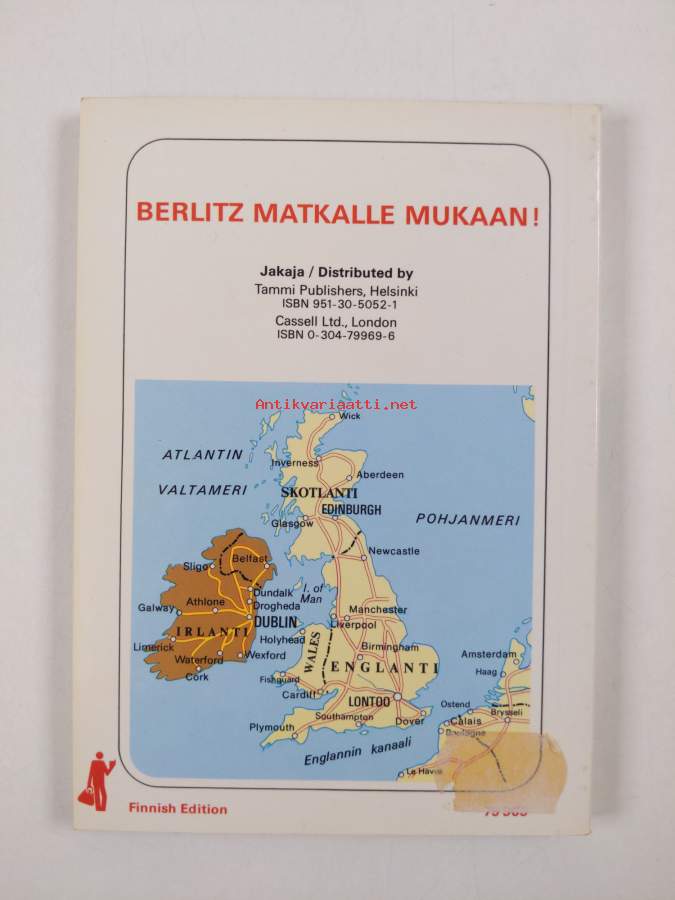 BERLITZ MATKALLE MUKAAN!
Jakaja / Distributed by
Tammi Publishers, Helsinki
ISBN 951-30-5052-1
Cassell Ltd., London
ISBN 0-304-79969-6
Antikvariaatti.net
Wick
ATLANTIN
VALTAMERI
Inverness
Aberdeen
SKOTLANTI
EDINBURGH
Glasgow
POHJANMERI
Newcastle
Belfast
Sligo
Dundalk
I. of
Man
Drogheda
Athlone
Galway
DUBLIN
IRLANTI
Limerick
Waterford
Wexford
Cork
Manchester
Liverpool
Holyhead
WALES
Birmingham
ENGLANTI
Fishguard
Cardiff
LONTOO
Amsterdam
Haag
Ostend
Brysseli
Calais
Boulogne
Southampton
Dover
Plymouth
Englannin kanaali
Le Havre
Finnish Edition